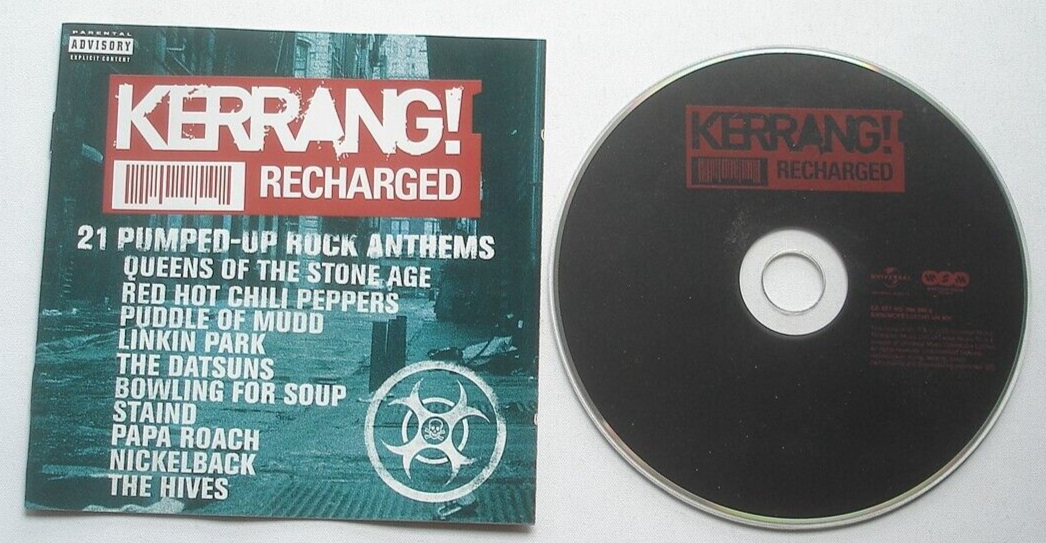 PARENTAL
ADVISORY
EXPLICIT CONTENT
KERRANG!
RECHARGED
21 PUMPED-UP ROCK ANTHEMS
QUEENS OF THE STONE AGE
RED HOT CHILI PEPPERS
PUDDLE OF MUDD
LINKIN PARK
THE DATSUNS
BOWLING FOR SOUP
STAIND
PAPA ROACH
NICKELBACK
THE HIVES
KERRANG!
RECHARGED
UNIVERSAL
WSM